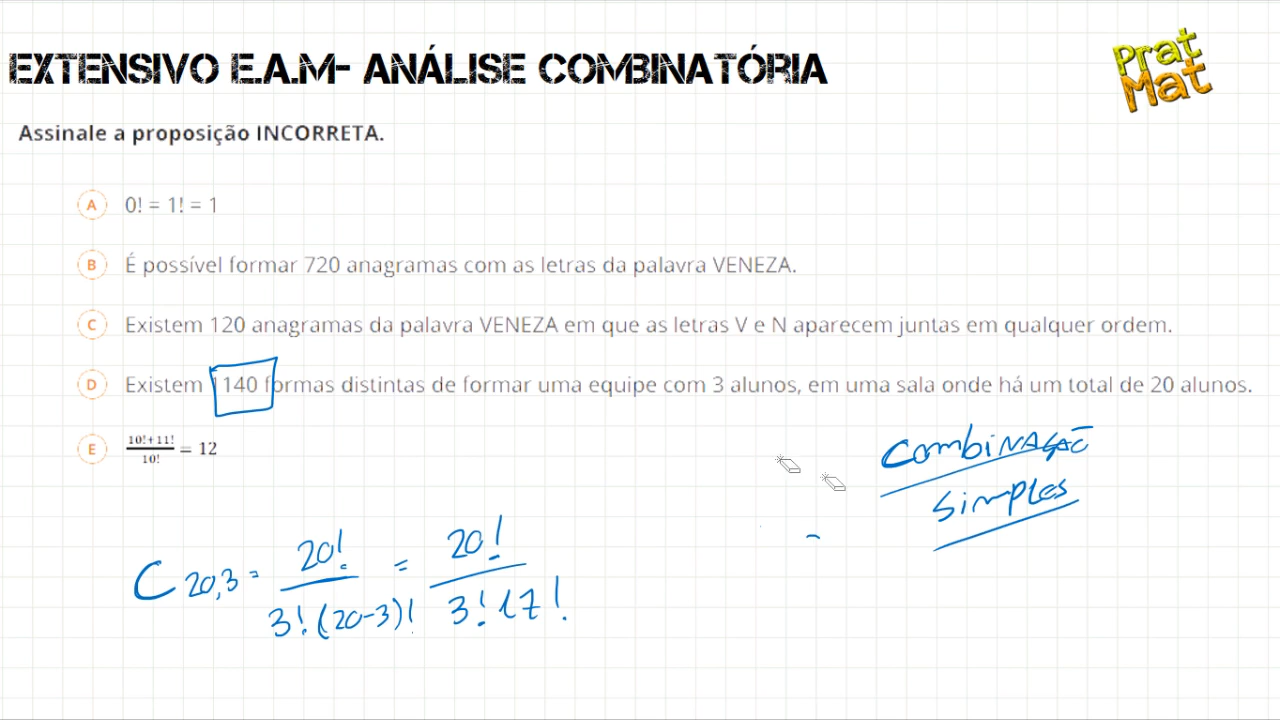 EXTENSIVO E.A.M- ANÁLISE COMBINATÓRIA
Prat
Mat
Assinale a proposição INCORRETA.
A 0! = 1! = 1
B É possível formar 720 anagramas com as letras da palavra VENEZA.
C Existem 120 anagramas da palavra VENEZA em que as letras V e N aparecem juntas em qualquer ordem.
D Existem 1140 formas distintas de formar uma equipe com 3 alunos, em uma sala onde há um total de 20 alunos.
E (10!+11!)/10! = 12
Combinação
Simples
C 20,3 = 20!/3!(20-3)! = 20!/3!17!